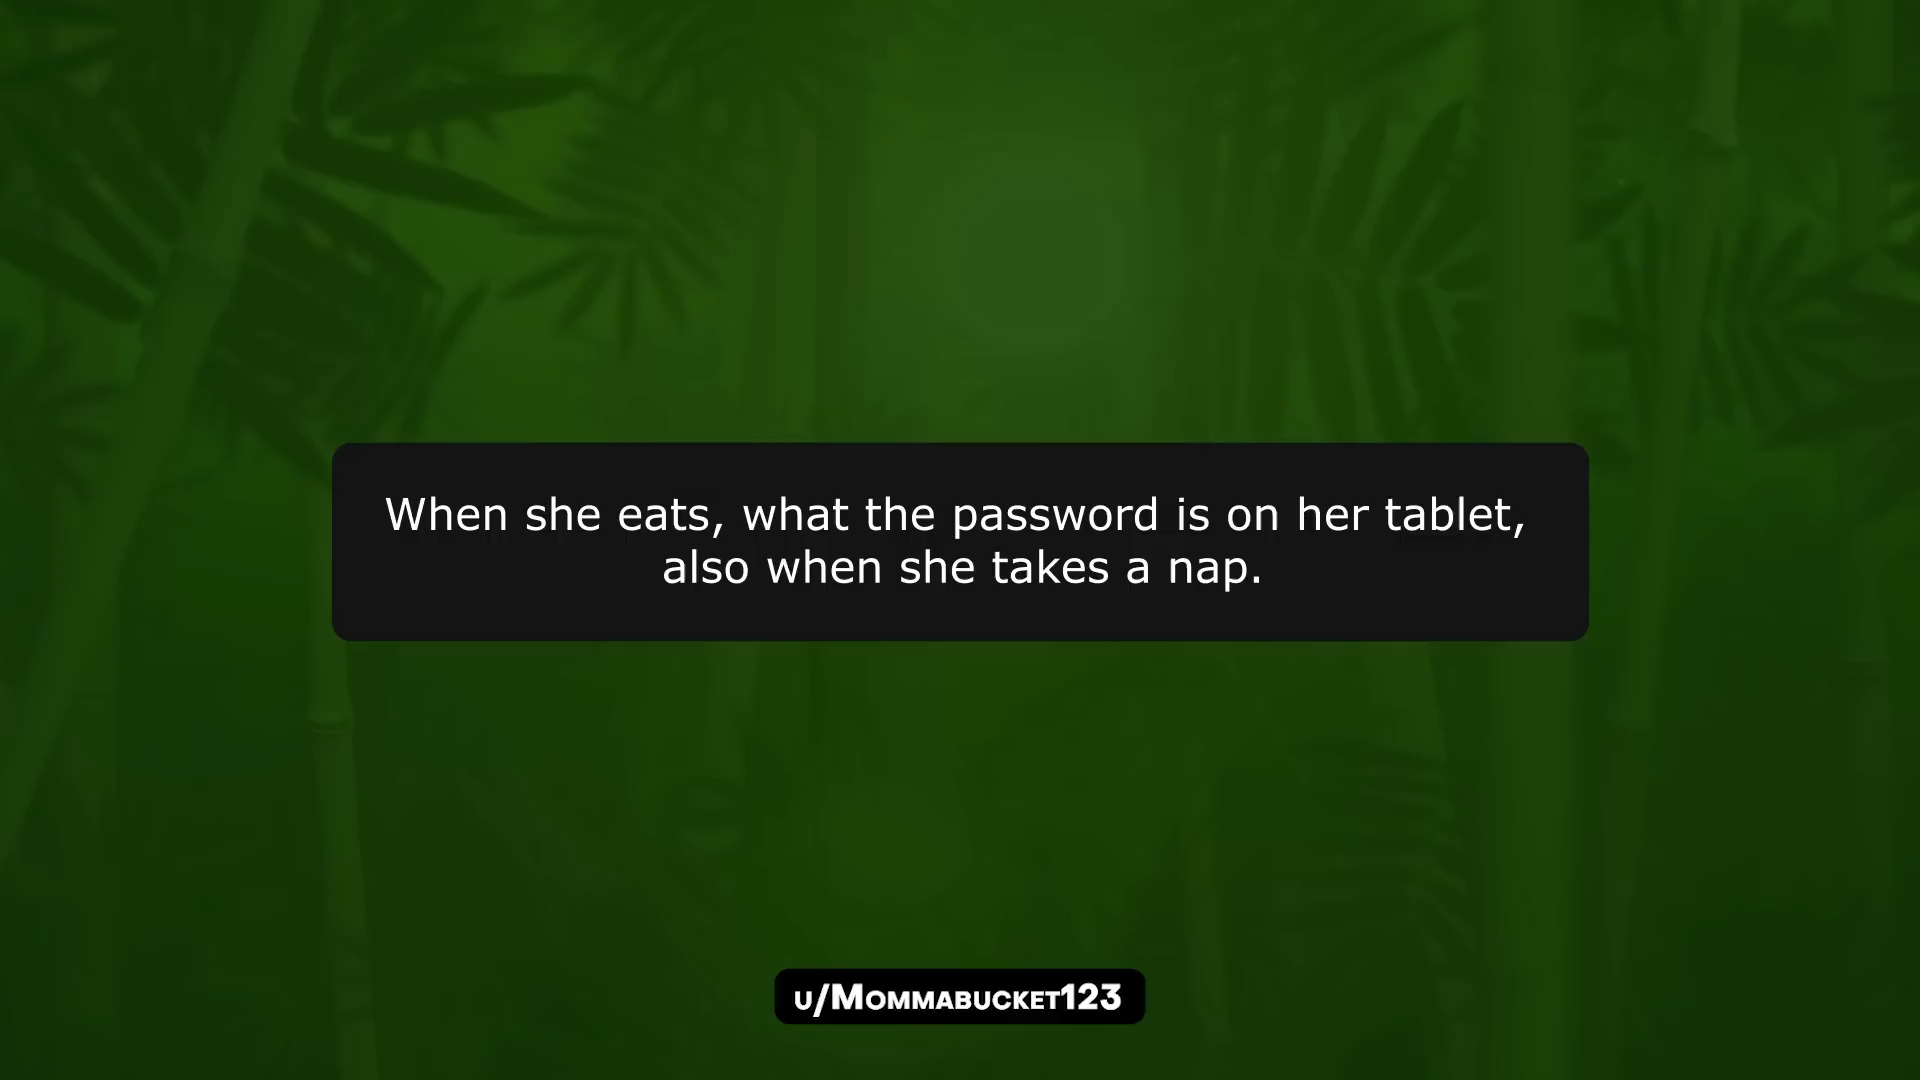 When she eats, what the password is on her tablet,
also when she takes a nap.
u/Mommabucket123